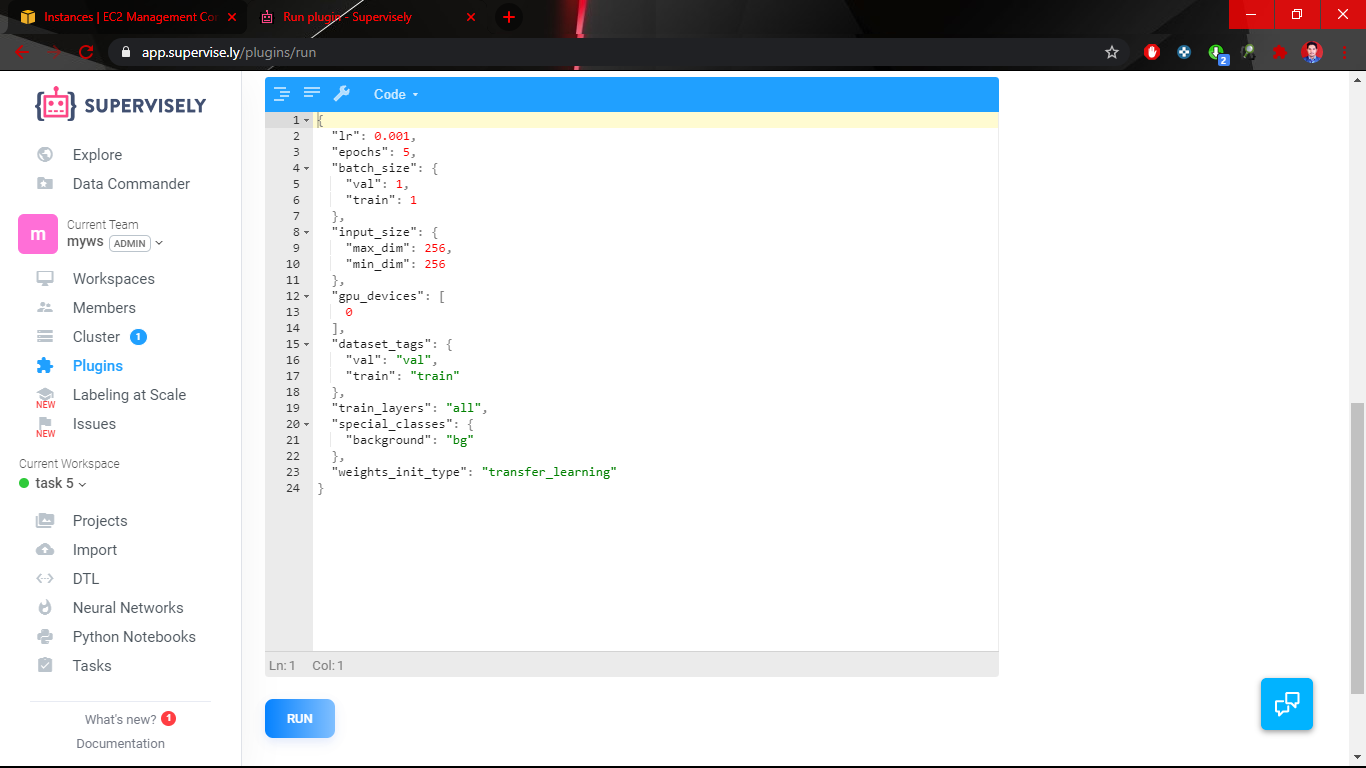 Instances | EC2 Management Con
Run plugin - Supervisely
app.supervise.ly/plugins/run
2
SUPERVISELY
Explore
Data Commander
m
Current Team
myws ADMIN
Workspaces
Members
Cluster 1
Plugins
Labeling at Scale
NEW
Issues
NEW
Current Workspace
task 5
Projects
Import
DTL
Neural Networks
Python Notebooks
Tasks
What's new? 1
Documentation
Code
1 {
2 "lr": 0.001,
3 "epochs": 5,
4 "batch_size": {
5 "val": 1,
6 "train": 1
7 },
8 "input_size": {
9 "max_dim": 256,
10 "min_dim": 256
11 },
12 "gpu_devices": [
13 0
14 ],
15 "dataset_tags": {
16 "val": "val",
17 "train": "train"
18 },
19 "train_layers": "all",
20 "special_classes": {
21 "background": "bg"
22 },
23 "weights_init_type": "transfer_learning"
24 }
Ln: 1 Col: 1
RUN